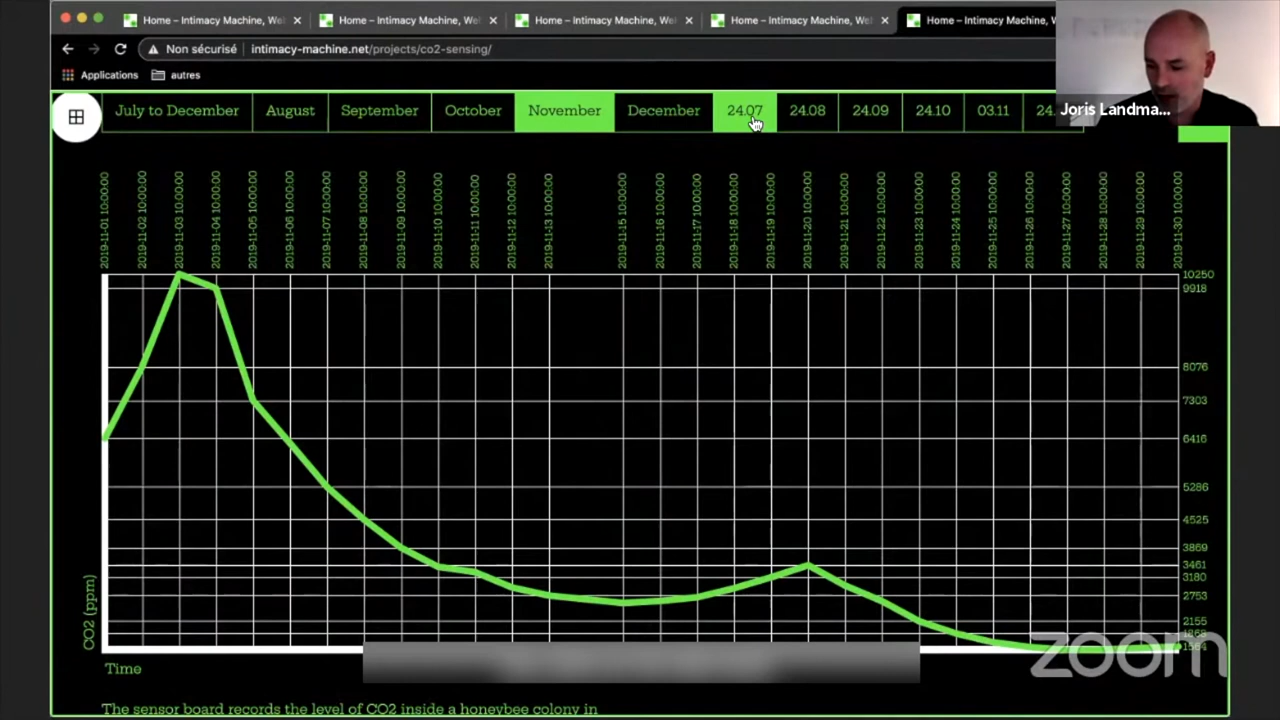 Home – Intimacy Machine, We
Home – Intimacy Machine, We
Home – Intimacy Machine, We
Home – Intimacy Machine, We
Home – Intimacy Machine, W
Non sécurisé
intimacy-machine.net/projects/co2-sensing/
Applications
autres
July to December
August
September
October
November
December
24.07
24.08
24.09
24.10
03.11
24.
Joris Landma...
2019-11-01 10:00:00
2019-11-02 10:00:00
2019-11-03 10:00:00
2019-11-04 10:00:00
2019-11-05 10:00:00
2019-11-06 10:00:00
2019-11-07 10:00:00
2019-11-08 10:00:00
2019-11-09 10:00:00
2019-11-10 10:00:00
2019-11-11 10:00:00
2019-11-12 10:00:00
2019-11-13 10:00:00
2019-11-15 10:00:00
2019-11-16 10:00:00
2019-11-17 10:00:00
2019-11-18 10:00:00
2019-11-19 10:00:00
2019-11-20 10:00:00
2019-11-21 10:00:00
2019-11-22 10:00:00
2019-11-23 10:00:00
2019-11-24 10:00:00
2019-11-25 10:00:00
2019-11-26 10:00:00
2019-11-27 10:00:00
2019-11-28 10:00:00
2019-11-29 10:00:00
2019-11-30 10:00:00
10250
9918
8076
7303
6416
5286
4525
3869
3461
3180
2753
2155
1868
1564
CO2 (ppm)
Time
zoom
The sensor board records the level of CO2 inside a honeybee colony in